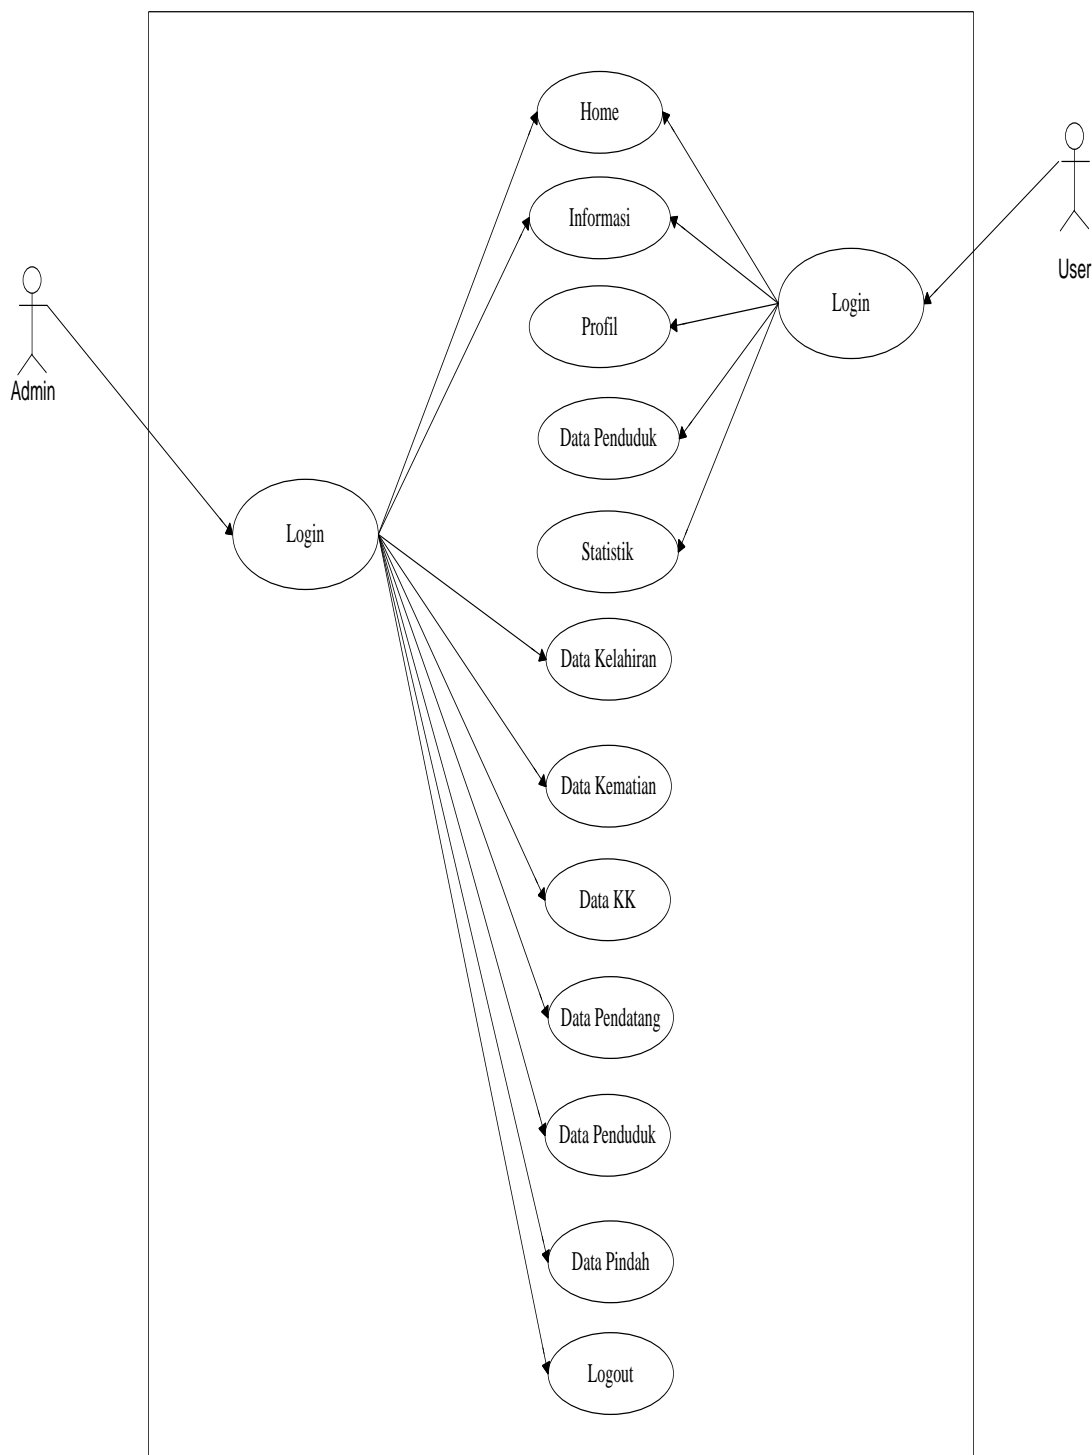 Home
Informasi
User
Login
Profil
Admin
Data Penduduk
Login
Statistik
Data Kelahiran
Data Kematian
Data KK
Data Pendatang
Data Penduduk
Data Pindah
Logout